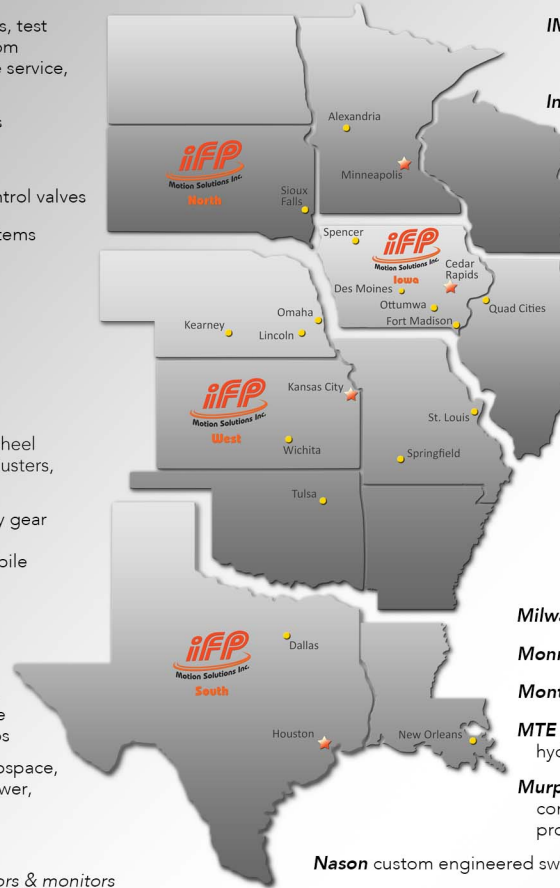 s, test
om
e service,
s
ntrol valves
tems
heel
usters,
y gear
bile
e
os
ospace,
wer,
ors & monitors
IM
In
Alexandria
Minneapolis
ifp
Motion Solutions Inc.
North
Sioux
Falls
Spencer
ifp
Motion Solutions Inc.
Iowa
Cedar
Rapids
Des Moines
Ottumwa
Fort Madison
Quad Cities
Omaha
Kearney
Lincoln
ifp
Motion Solutions Inc.
West
Kansas City
St. Louis
Wichita
Springfield
Tulsa
ifp
Motion Solutions Inc.
South
Dallas
Houston
New Orleans
Milwa
Monr
Mont
MTE
hyd
Murp
con
pro
Nason custom engineered sw